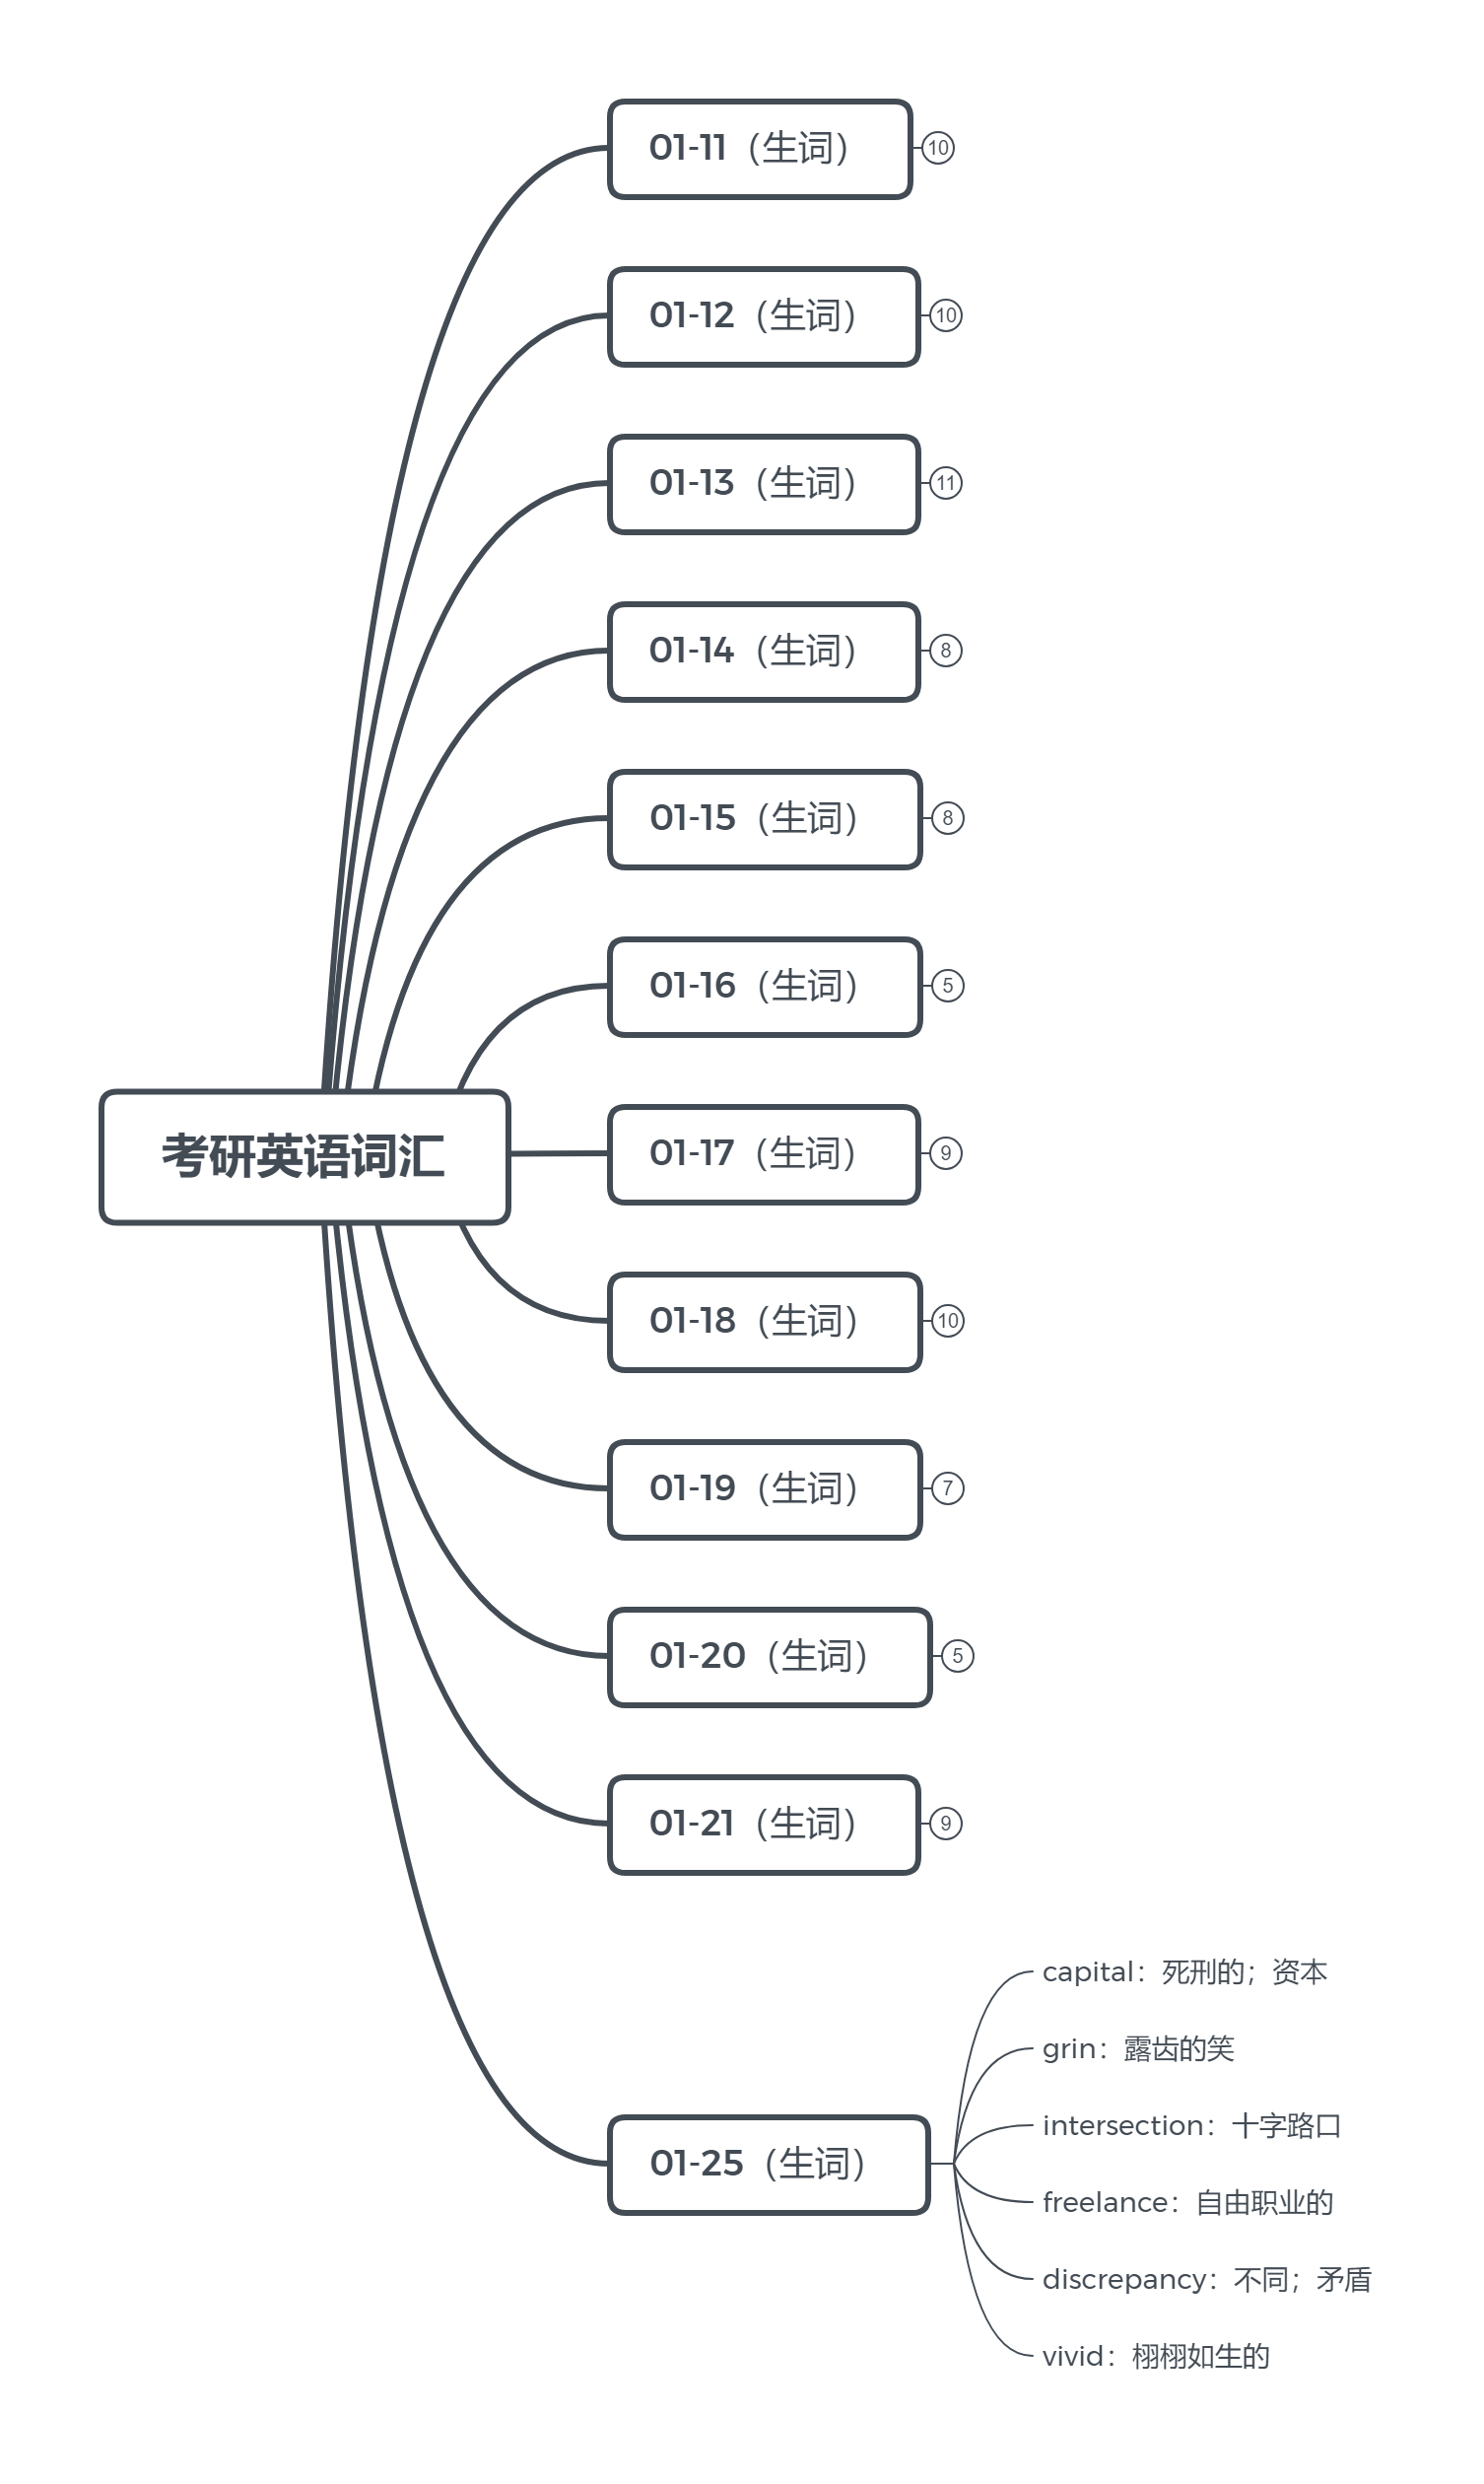 01-11（生词）
10
01-12（生词）
10
01-13（生词）
11
01-14（生词）
8
01-15（生词）
8
01-16（生词）
5
考研英语词汇
01-17（生词）
9
01-18（生词）
10
01-19（生词）
7
01-20（生词）
5
01-21（生词）
9
01-25（生词）
capital：死刑的；资本
grin：露齿的笑
intersection：十字路口
freelance：自由职业的
discrepancy：不同；矛盾
vivid：栩栩如生的